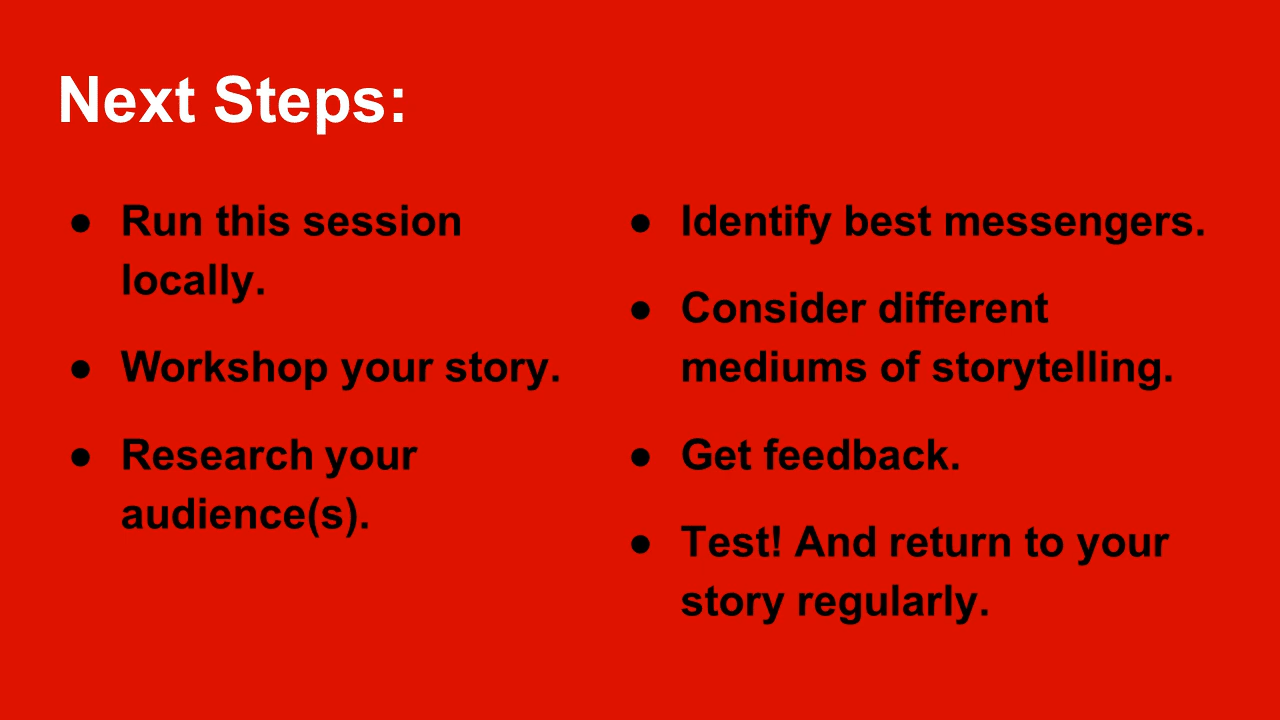 Next Steps:
● Run this session
locally.
● Workshop your story.
● Research your
audience(s).
● Identify best messengers.
● Consider different
mediums of storytelling.
● Get feedback.
● Test! And return to your
story regularly.